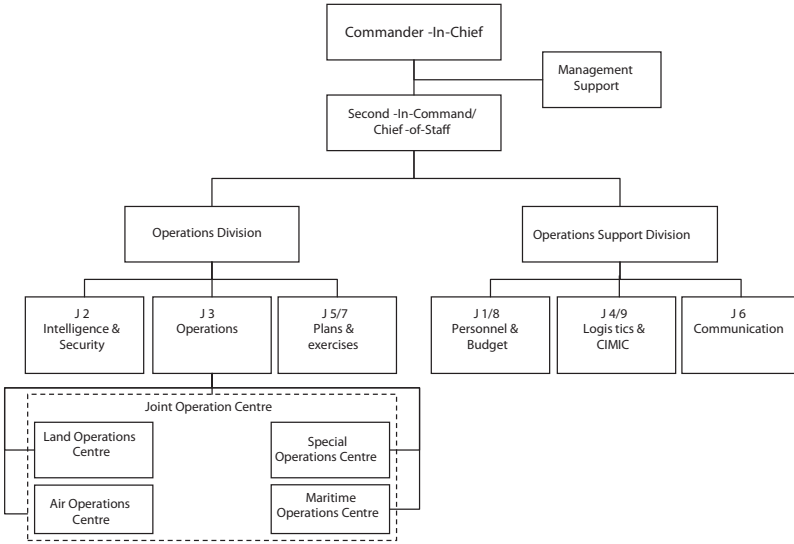 Commander -In-Chief
Management
Support
Second -In-Command/
Chief -of-Staff
Operations Division
Operations Support Division
J 2
Intelligence &
Security
J 3
Operations
J 5/7
Plans &
exercises
J 1/8
Personnel &
Budget
J 4/9
Logis tics &
CIMIC
J 6
Communication
Joint Operation Centre
Land Operations
Centre
Special
Operations Centre
Air Operations
Centre
Maritime
Operations Centre